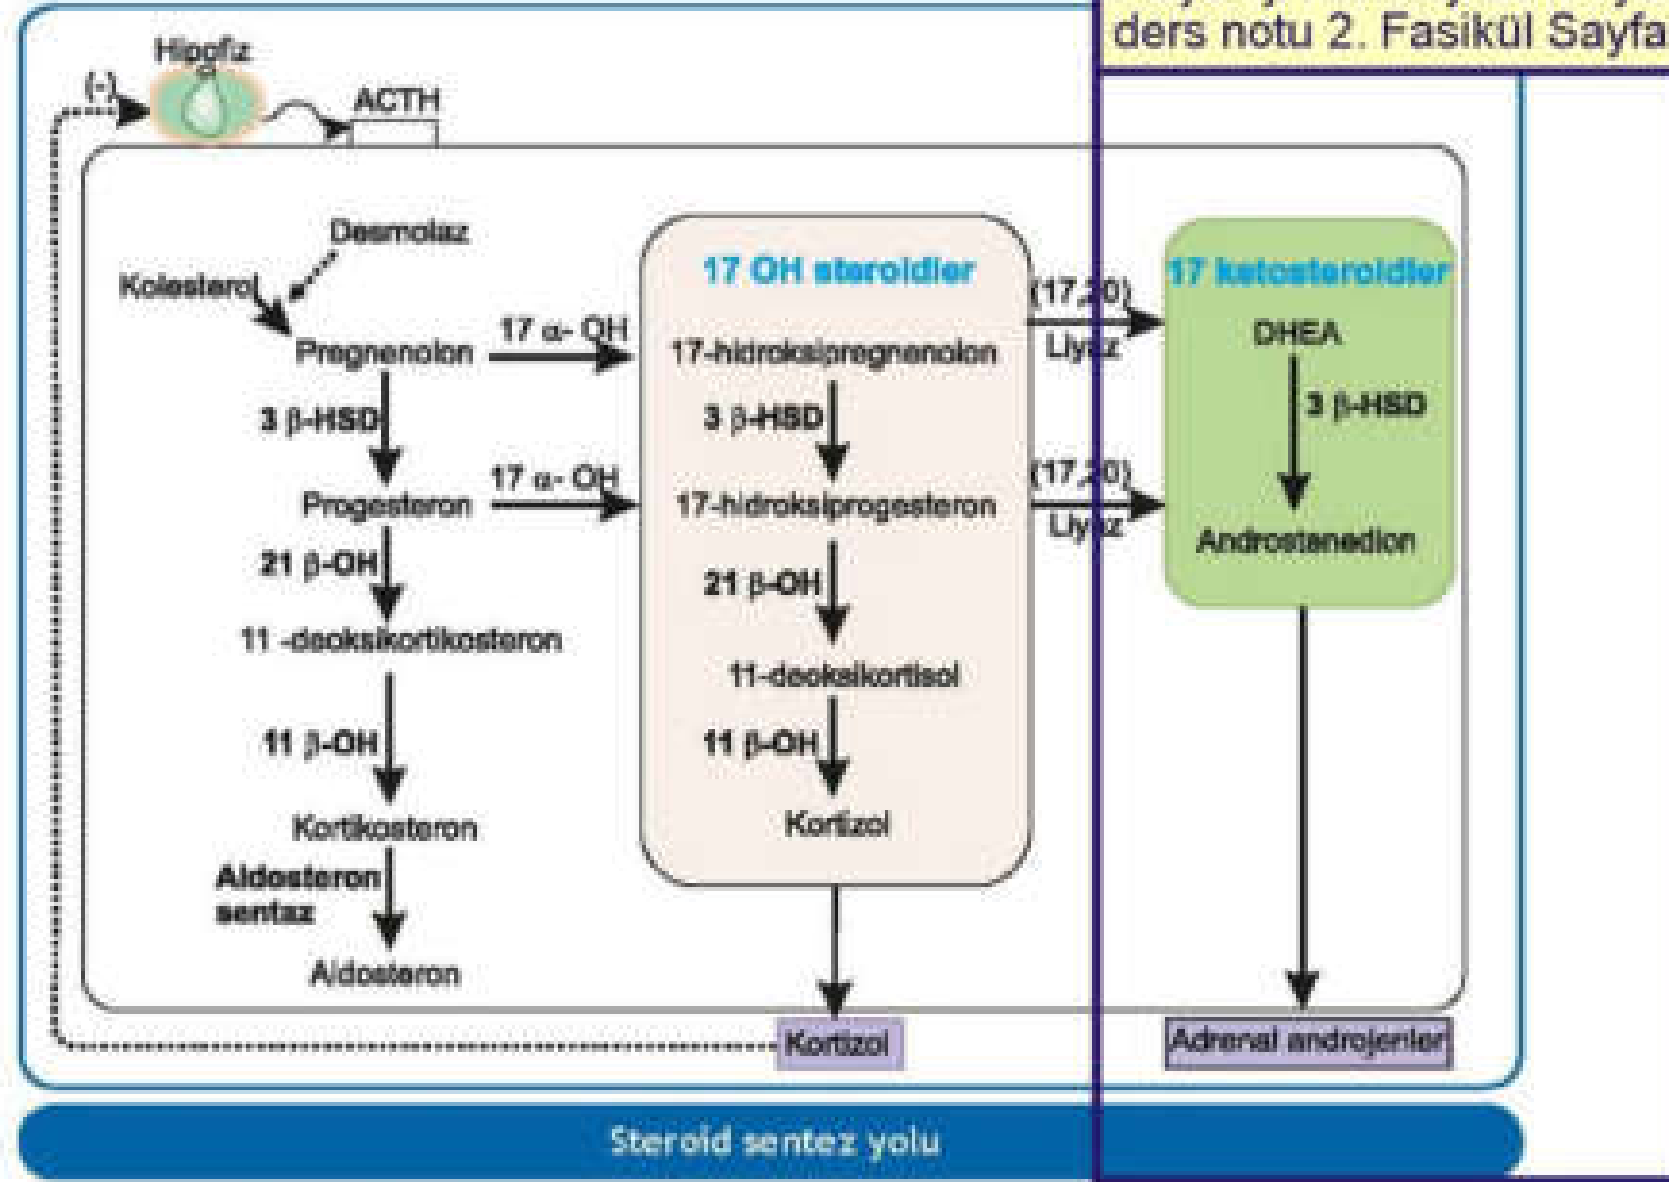 ders notu 2. Fasikül Sayfa
Hipofiz
(-)
ACTH
Desmolaz
Kolesterol
Pregnenolon
17 α- OH
3 β-HSD
Progesteron
17 α- OH
21 β-OH
11 -deoksikortikosteron
11 β-OH
Kortikosteron
Aldosteron
sentaz
Aldosteron
17 OH steroidler
17-hidroksipregnenolon
3 β-HSD
17-hidroksiprogesteron
21 β-OH
11-deoksikortisol
11 β-OH
Kortizol
(17,20)
Liyaz
(17,20)
Liyaz
17 ketosteroidler
DHEA
3 β-HSD
Androstenedion
Kortizol
Adrenal androjenler
Steroid sentez yolu